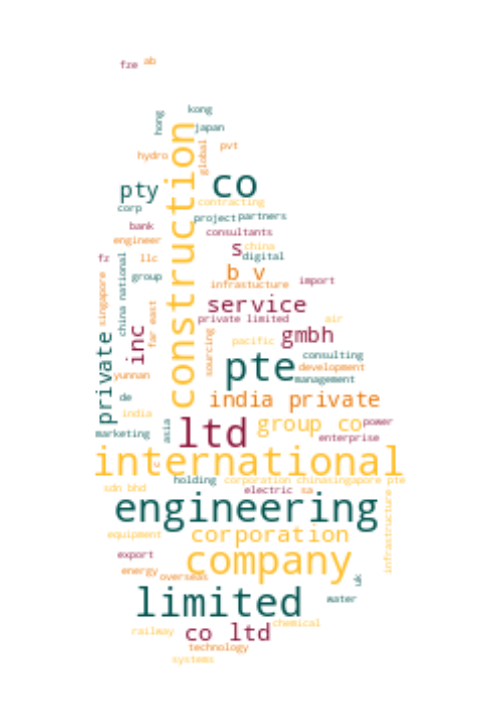 fze ab
hong
kong
japan
construction
global
pvt
hydro
pty
co
corp
contracting
project
partners
bank
consultants
engineer
s
china
digital
fz
llc
china national
group
b v
infrastucture
import
singapore
far east
service
private limited
air
inc
private
sourcing
pacific
gmbh
consulting
pte
development
management
yunnan
de
india private
india
marketing
asia
ltd
group co
power
enterprise
international
c
holding
corporation chinasingapore pte
sdn bhd
electric
sa
infrastructure
engineering
equipment
corporation
export
company
energy
overseas
uk
limited
water
railway
co ltd
chemical
technology
systems